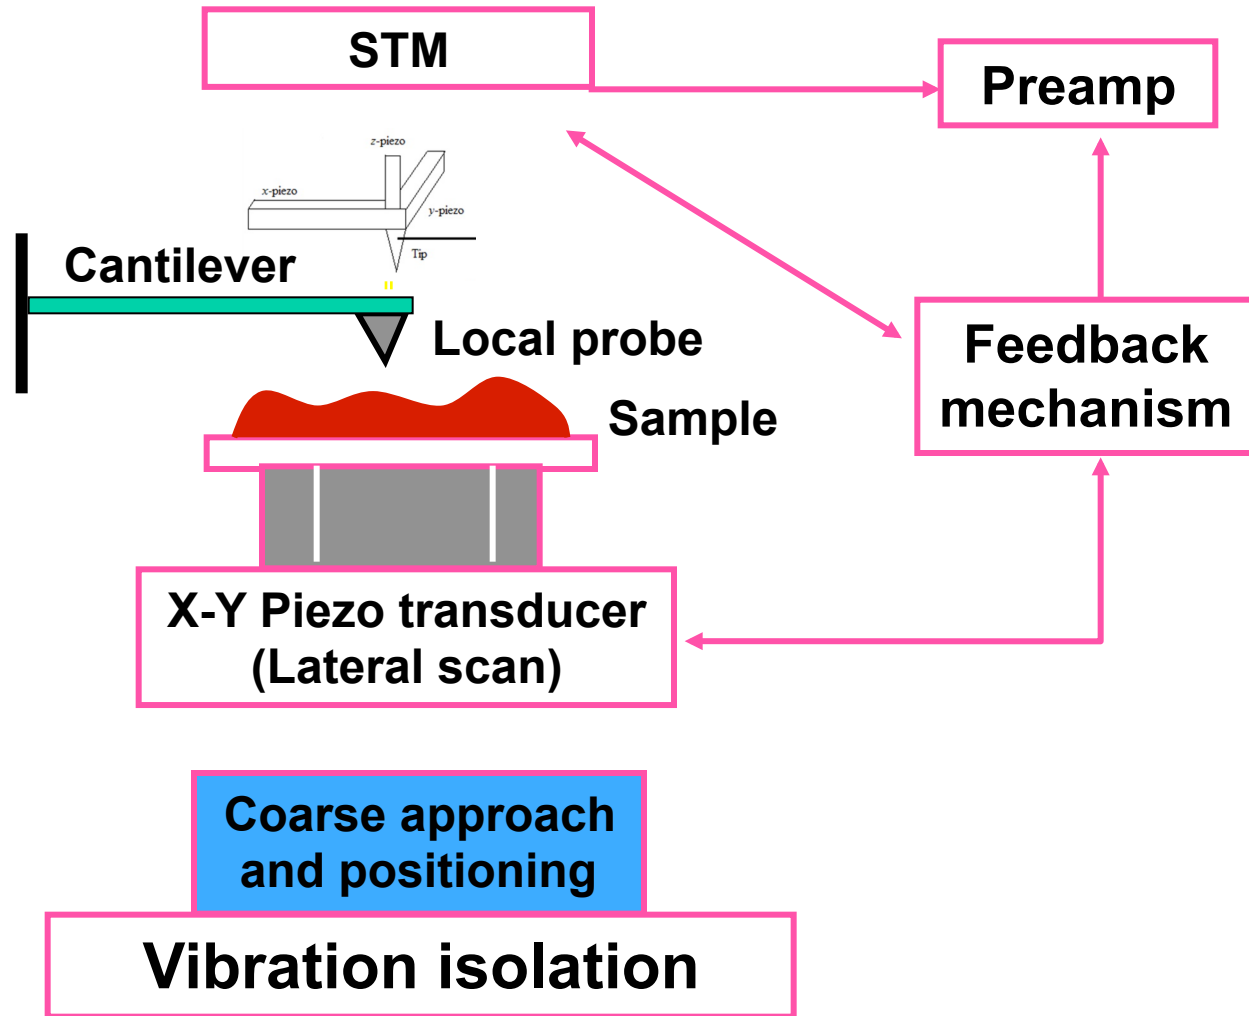 STM
Preamp
z-piezo
x-piezo
y-piezo
Tip
Cantilever
Local probe
Feedback
mechanism
Sample
X-Y Piezo transducer
(Lateral scan)
Coarse approach
and positioning
Vibration isolation